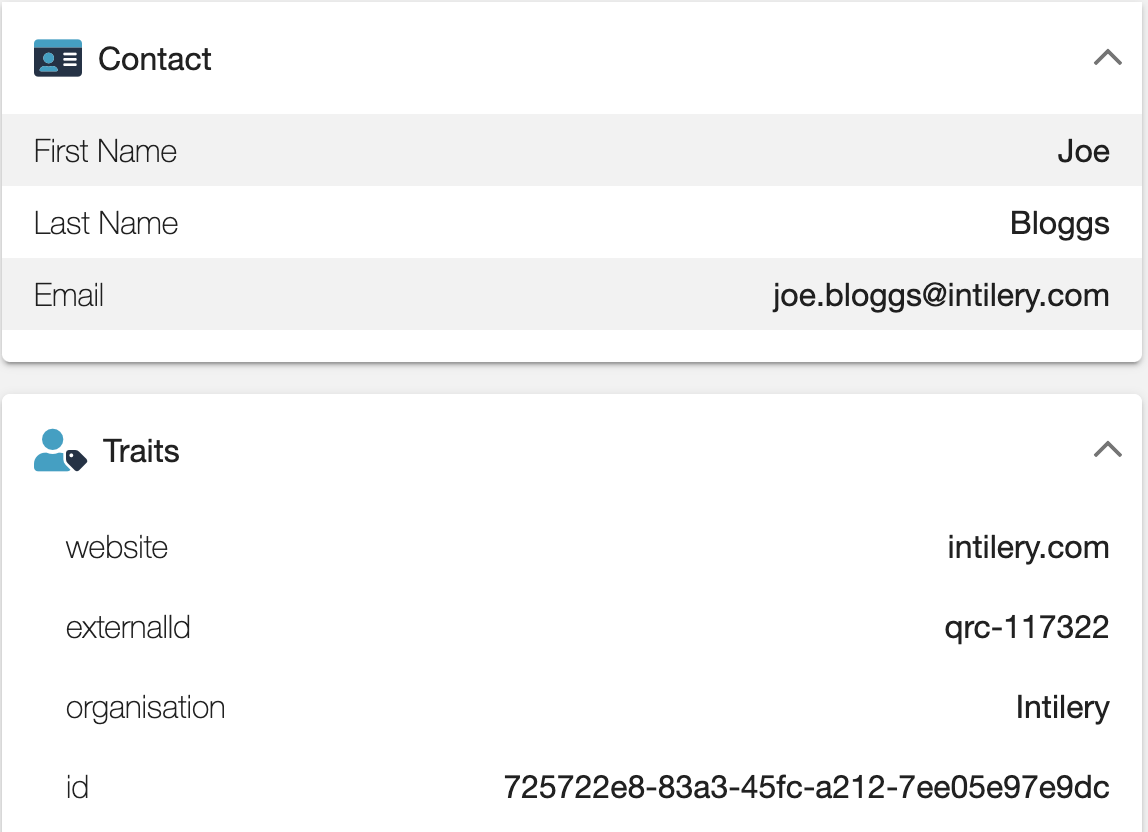 Contact
First Name Joe
Last Name Bloggs
Email joe.bloggs@intilery.com
Traits
website intilery.com
externalId qrc-117322
organisation Intilery
id 725722e8-83a3-45fc-a212-7ee05e97e9dc